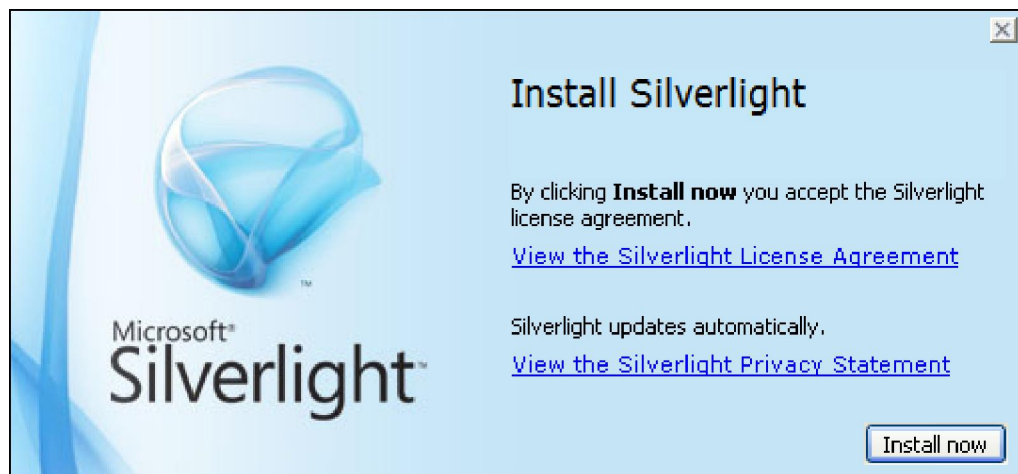 Install Silverlight
By clicking Install now you accept the Silverlight
license agreement.
View the Silverlight License Agreement
Silverlight updates automatically.
View the Silverlight Privacy Statement
TM
Microsoft®
Silverlight™
Install now